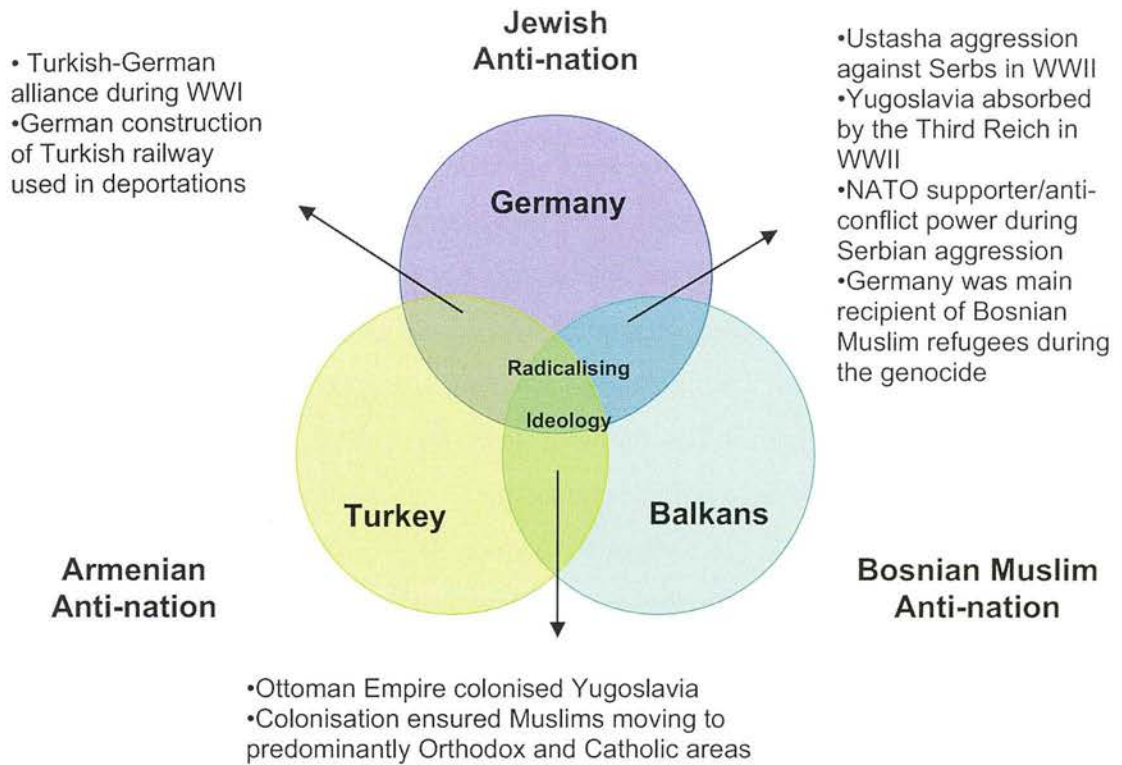 Jewish
Anti-nation
• Turkish-German
alliance during WWI
•German construction
of Turkish railway
used in deportations
•Ustasha aggression
against Serbs in WWII
•Yugoslavia absorbed
by the Third Reich in
WWII
•NATO supporter/anti-
conflict power during
Serbian aggression
•Germany was main
recipient of Bosnian
Muslim refugees during
the genocide
Germany
Radicalising
Ideology
Turkey
Balkans
Armenian
Anti-nation
Bosnian Muslim
Anti-nation
•Ottoman Empire colonised Yugoslavia
•Colonisation ensured Muslims moving to
predominantly Orthodox and Catholic areas